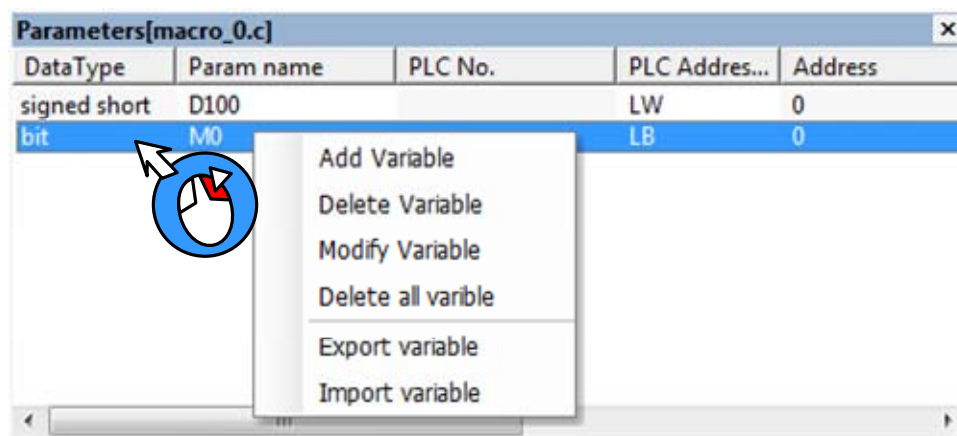 Parameters[macro_0.c]
DataType Param name PLC No. PLC Addres... Address
signed short D100 LW 0
bit M0 LB 0
Add Variable
Delete Variable
Modify Variable
Delete all varible
Export variable
Import variable